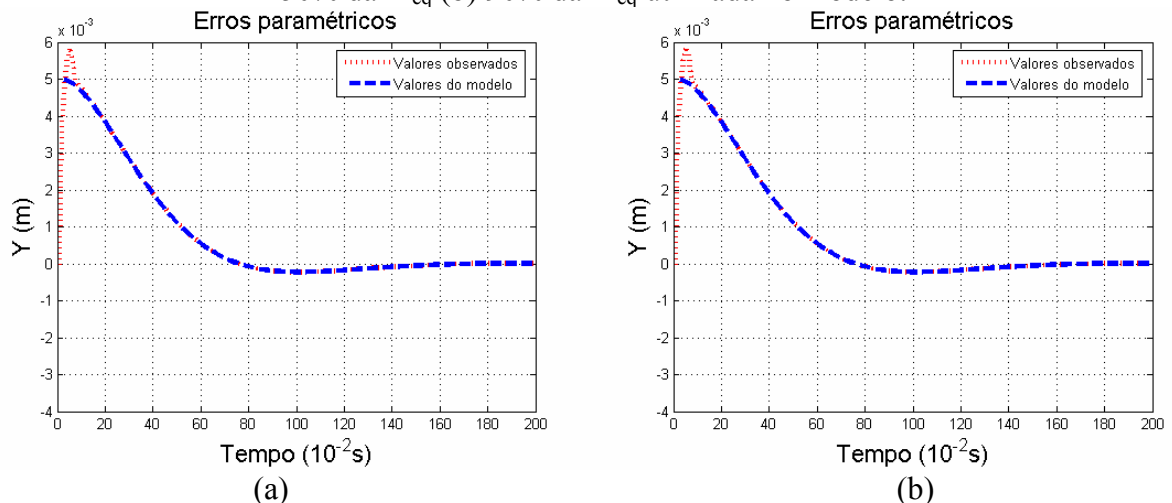 (b) e
Erros paramétricos
x 10-3
Valores observados
Valores do modelo
Y (m)
6
5
4
3
2
1
0
-1
-2
-3
-4
0 20 40 60 80 100 120 140 160 180 200
Tempo (10-2s)
(a)
Erros paramétricos
x 10-3
Valores observados
Valores do modelo
Y (m)
6
5
4
3
2
1
0
-1
-2
-3
-4
0 20 40 60 80 100 120 140 160 180 200
Tempo (10-2s)
(b)